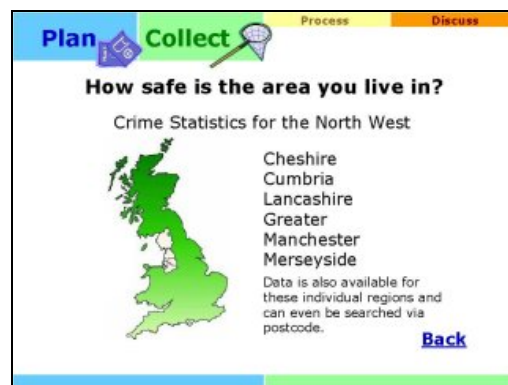 Process Discuss
Plan Collect
How safe is the area you live in?
Crime Statistics for the North West
Cheshire
Cumbria
Lancashire
Greater
Manchester
Merseyside
Data is also available for
these individual regions and
can even be searched via
postcode.
Back